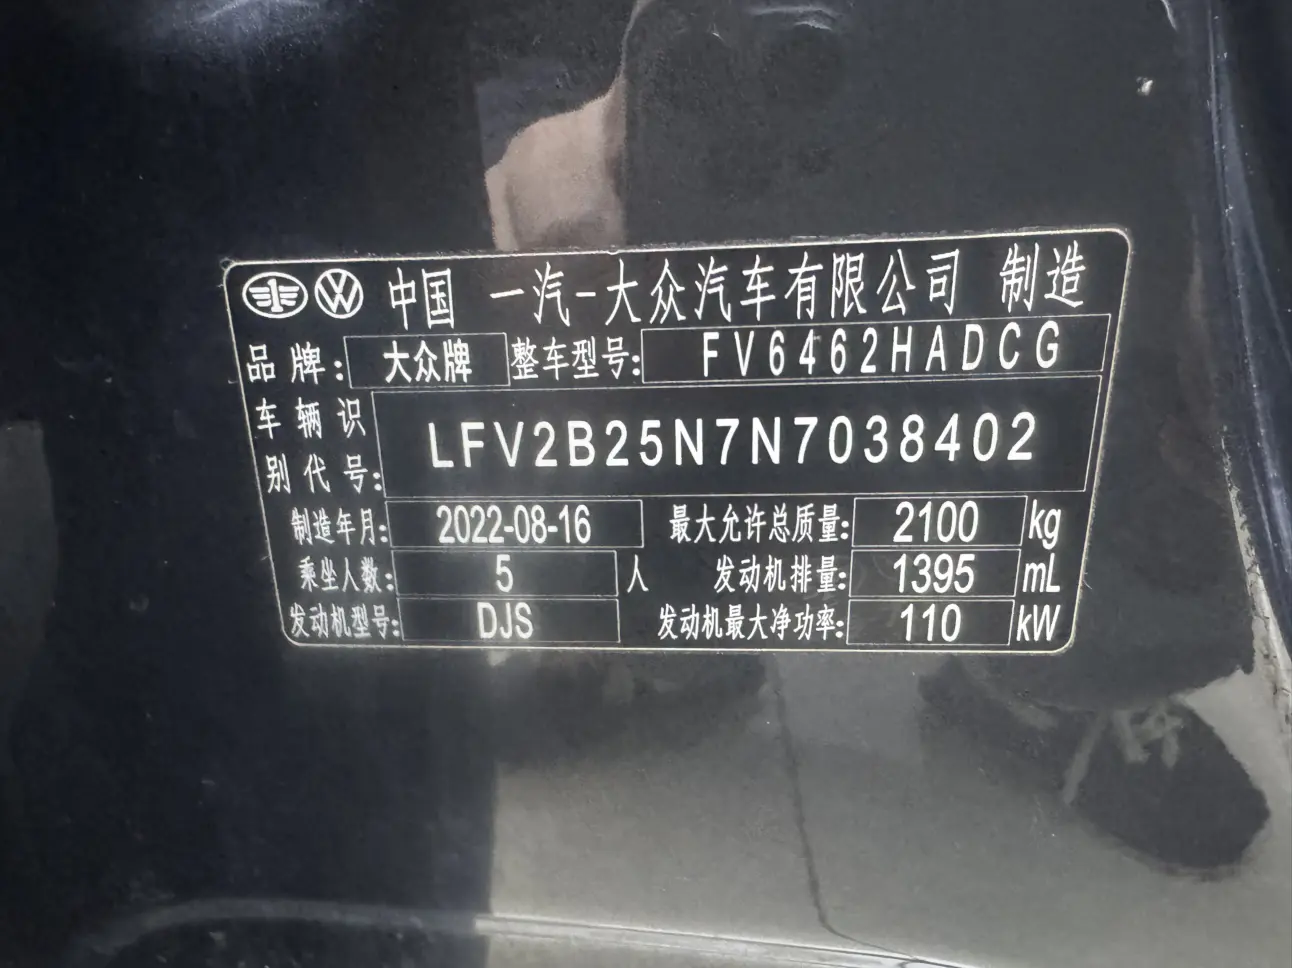 中国 一汽-大众汽车有限公司 制造
品牌: 大众牌 整车型号: FV6462HADCG
车辆识别代号: LFV2B25N7N7038402
制造年月: 2022-08-16 最大允许总质量: 2100 kg
乘坐人数: 5 人 发动机排量: 1395 mL
发动机型号: DJS 发动机最大净功率: 110 kW